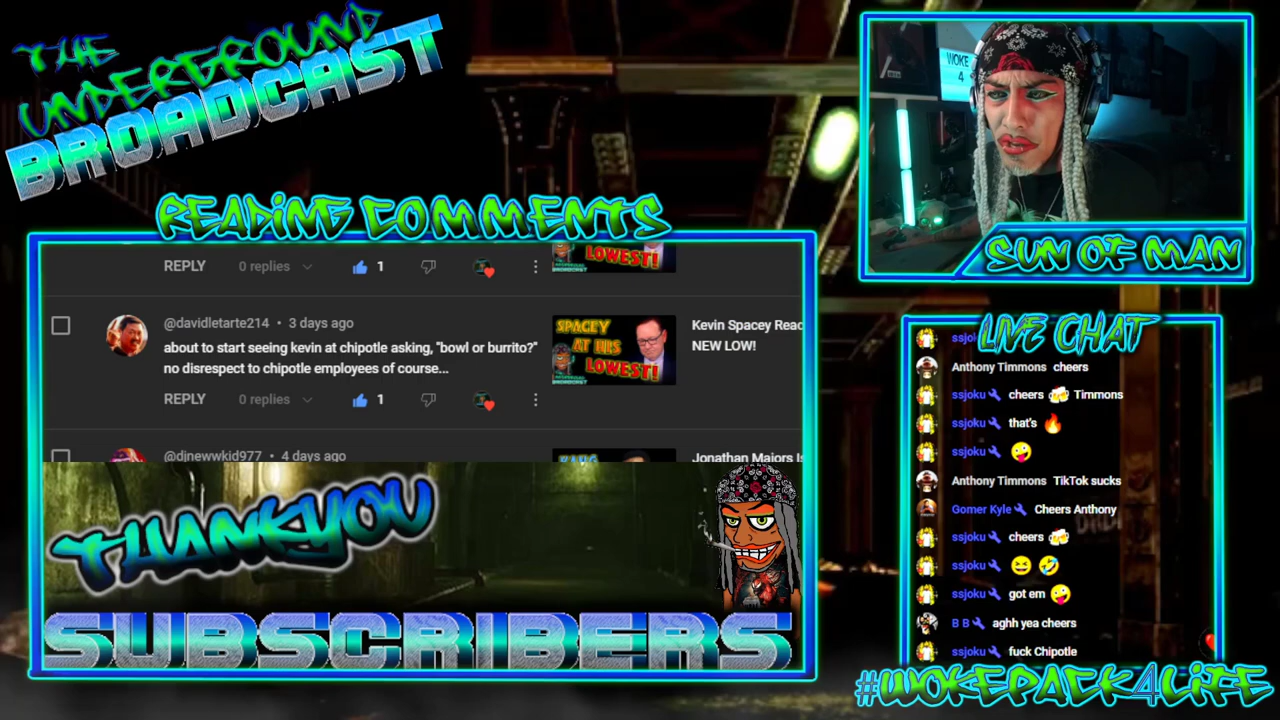 THE
UNDERGROUND
BROADCAST
WOKE
4
SUN OF MAN
READING COMMENTS
REPLY 0 replies 1
LOWEST!
@davidletarte214 • 3 days ago
about to start seeing kevin at chipotle asking, "bowl or burrito?"
no disrespect to chipotle employees of course...
REPLY 0 replies 1
SPACEY
AT HIS
LOWEST!
Kevin Spacey Reac
NEW LOW!
@djnewwkid977 • 4 days ago
Jonathan Majors Is
THANKYOU
SUBSCRIBERS
LIVE CHAT
ssjo
Anthony Timmons cheers
ssjoku cheers 🍻 Timmons
ssjoku that's 🔥
ssjoku 🤪
Anthony Timmons TikTok sucks
Gomer Kyle Cheers Anthony
ssjoku cheers 🍻
ssjoku 😆 🤣
ssjoku got em 🤪
B B aghh yea cheers
ssjoku fuck Chipotle
#WOKEPACK4LIFE